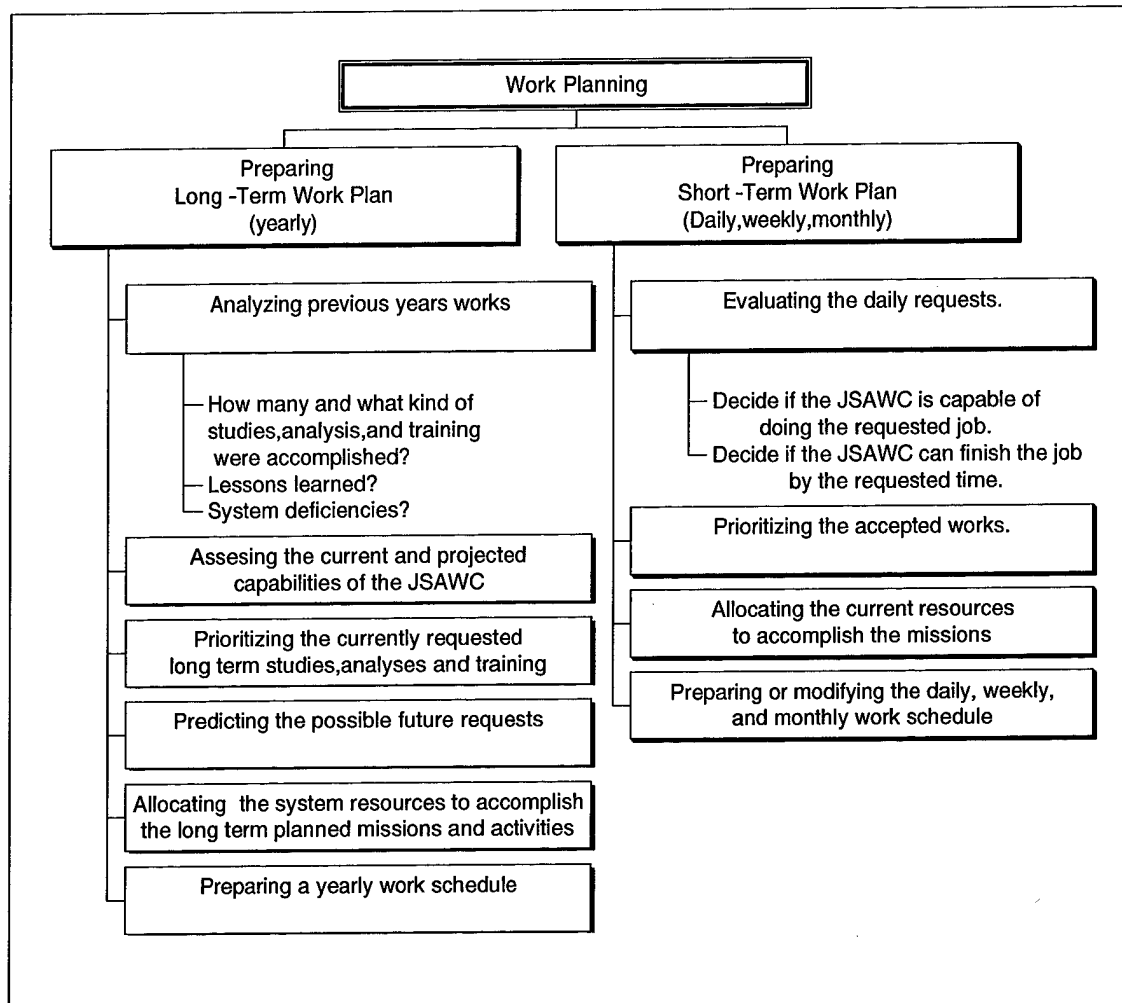 Work Planning
Preparing
Long -Term Work Plan
(yearly)
Preparing
Short -Term Work Plan
(Daily,weekly,monthly)
Analyzing previous years works
How many and what kind of
studies,analysis,and training
were accomplished?
Lessons learned?
System deficiencies?
Assesing the current and projected
capabilities of the JSAWC
Prioritizing the currently requested
long term studies,analyses and training
Predicting the possible future requests
Allocating the system resources to accomplish
the long term planned missions and activities
Preparing a yearly work schedule
Evaluating the daily requests.
Decide if the JSAWC is capable of
doing the requested job.
Decide if the JSAWC can finish the job
by the requested time.
Prioritizing the accepted works.
Allocating the current resources
to accomplish the missions
Preparing or modifying the daily, weekly,
and monthly work schedule